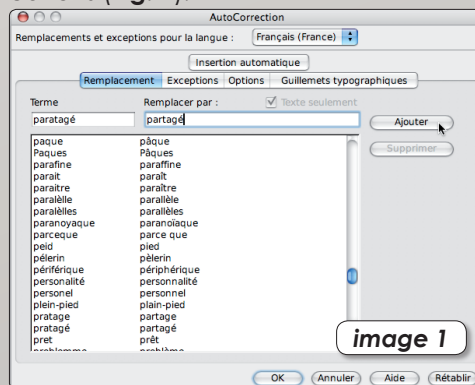 AutoCorrection
Remplacements et exceptions pour la langue : Français (France)
Insertion automatique
Remplacement Exceptions Options Guillemets typographiques
Terme Remplacer par : Texte seulement
paratagé partagé Ajouter
Supprimer
paque pâque
Paques Pâques
parafine paraffine
parait paraît
paraitre paraître
paralèlle parallèle
paralèlles parallèles
paranoyaque paranoïaque
parceque parce que
peid pied
pélerin pèlerin
périférique périphérique
personalité personnalité
personel personnel
plein-pied plain-pied
pratage partage
pratagé partagé
pret prêt
image 1
OK Annuler Aide Rétablir